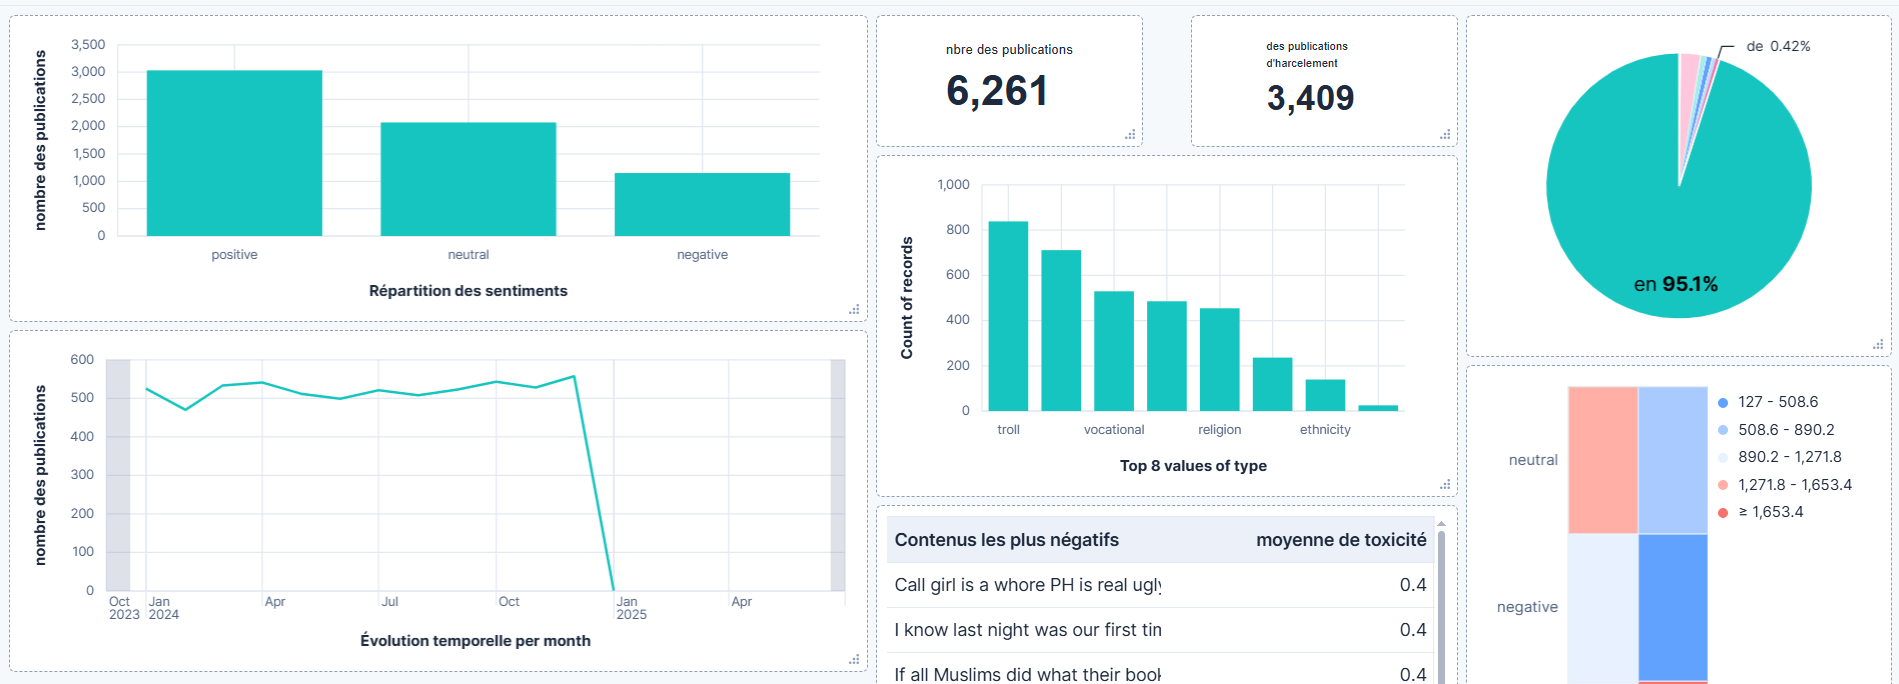 nombre des publications
3,500
3,000
2,500
2,000
1,500
1,000
500
0
positive neutral negative
Répartition des sentiments
nbre des publications
6,261
des publications
d'harcelement
3,409
de 0.42%
en 95.1%
Count of records
1,000
800
600
400
200
0
troll vocational religion ethnicity
Top 8 values of type
nombre des publications
600
500
400
300
200
100
0
Oct Jan Apr Jul Oct Jan Apr
2023 2024 2025
Évolution temporelle per month
Contenus les plus négatifs moyenne de toxicité
Call girl is a whore PH is real ugly 0.4
I know last night was our first tim 0.4
If all Muslims did what their book 0.4
neutral
negative
127 - 508.6
508.6 - 890.2
890.2 - 1,271.8
1,271.8 - 1,653.4
≥ 1,653.4